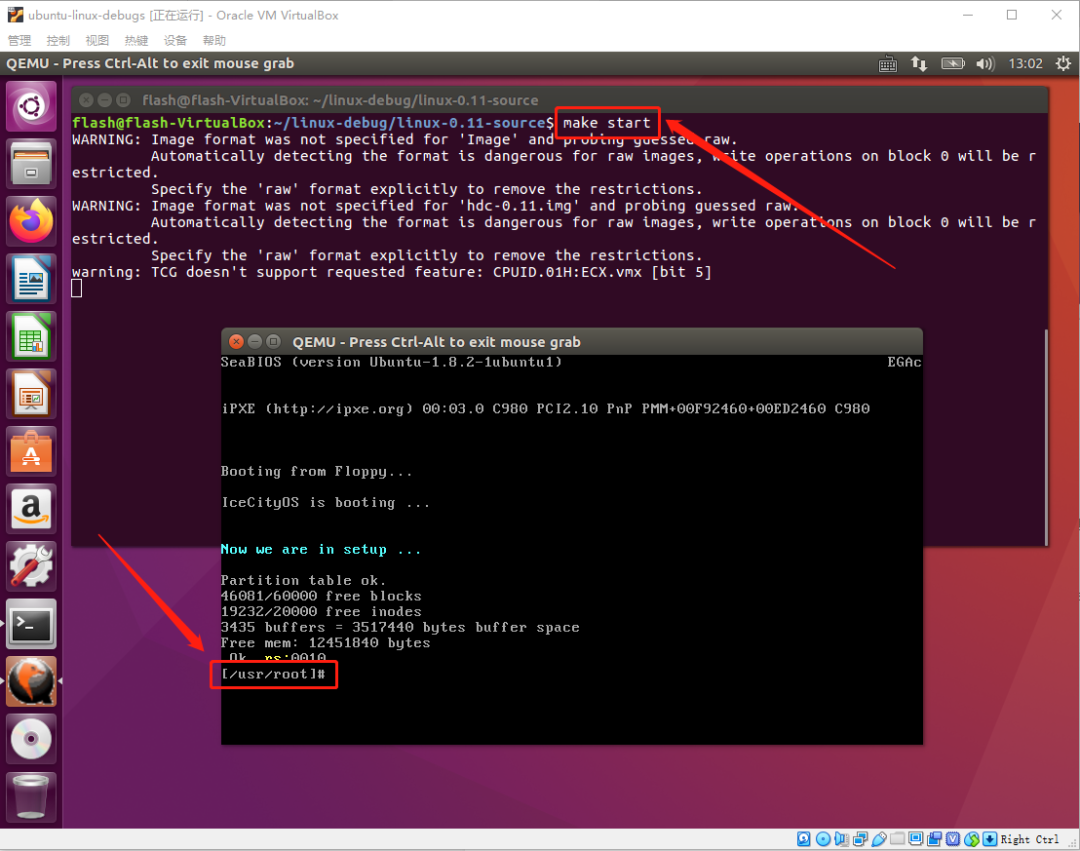 ubuntu-linux-debugs [正在运行] - Oracle VM VirtualBox
管理 控制 视图 热键 设备 帮助
QEMU - Press Ctrl-Alt to exit mouse grab 13:02
flash@flash-VirtualBox: ~/linux-debug/linux-0.11-source
flash@flash-VirtualBox:~/linux-debug/linux-0.11-source$ make start
WARNING: Image format was not specified for 'Image' and probing guessed raw.
Automatically detecting the format is dangerous for raw images, write operations on block 0 will be r
estricted.
Specify the 'raw' format explicitly to remove the restrictions.
WARNING: Image format was not specified for 'hdc-0.11.img' and probing guessed raw.
Automatically detecting the format is dangerous for raw images, write operations on block 0 will be r
estricted.
Specify the 'raw' format explicitly to remove the restrictions.
warning: TCG doesn't support requested feature: CPUID.01H:ECX.vmx [bit 5]
QEMU - Press Ctrl-Alt to exit mouse grab
SeaBIOS (version Ubuntu-1.8.2-1ubuntu1) EGAc
iPXE (http://ipxe.org) 00:03.0 C980 PCI2.10 PnP PMM+00F92460+00ED2460 C980
Booting from Floppy...
IceCityOS is booting ...
Now we are in setup ...
Partition table ok.
46081/60000 free blocks
19232/20000 free inodes
3435 buffers = 3517440 bytes buffer space
Free mem: 12451840 bytes
Ok. rs:0010
[/usr/root]#
Right Ctrl